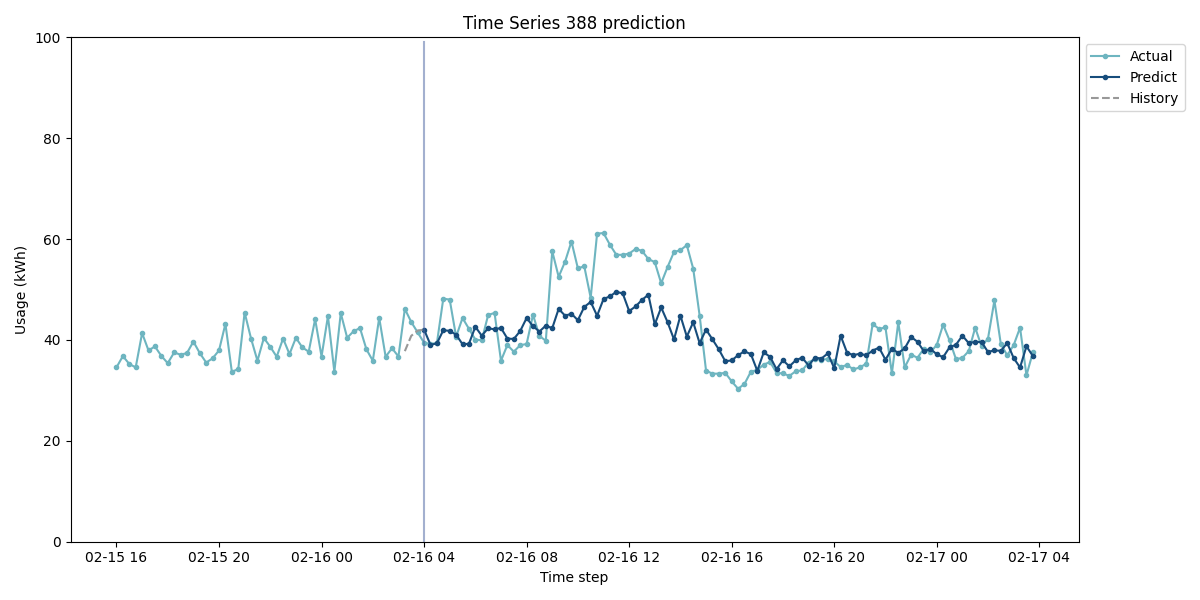 Time Series 388 prediction
100
80
60
40
20
0
Usage (kWh)
02-15 16 02-15 20 02-16 00 02-16 04 02-16 08 02-16 12 02-16 16 02-16 20 02-17 00 02-17 04
Time step
Actual
Predict
History